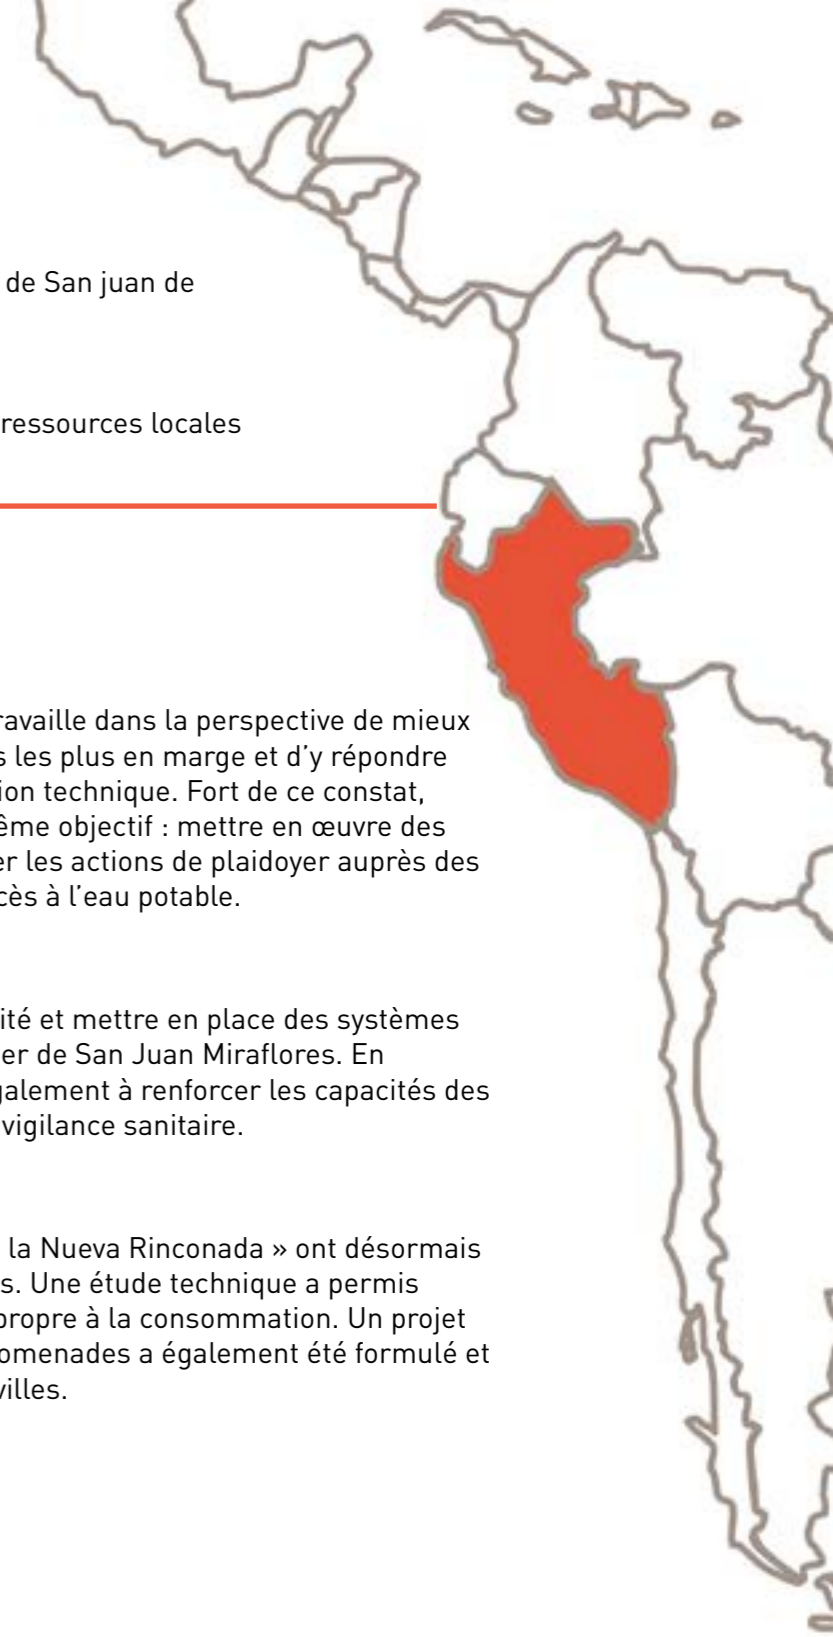 de San juan de
ressources locales
ravaille dans la perspective de mieux
s les plus en marge et d'y répondre
ion technique. Fort de ce constat,
ême objectif : mettre en œuvre des
er les actions de plaidoyer auprès des
cès à l'eau potable.
ité et mettre en place des systèmes
er de San Juan Miraflores. En
galement à renforcer les capacités des
vigilance sanitaire.
la Nueva Rinconada » ont désormais
s. Une étude technique a permis
propre à la consommation. Un projet
omenades a également été formulé et
villes.